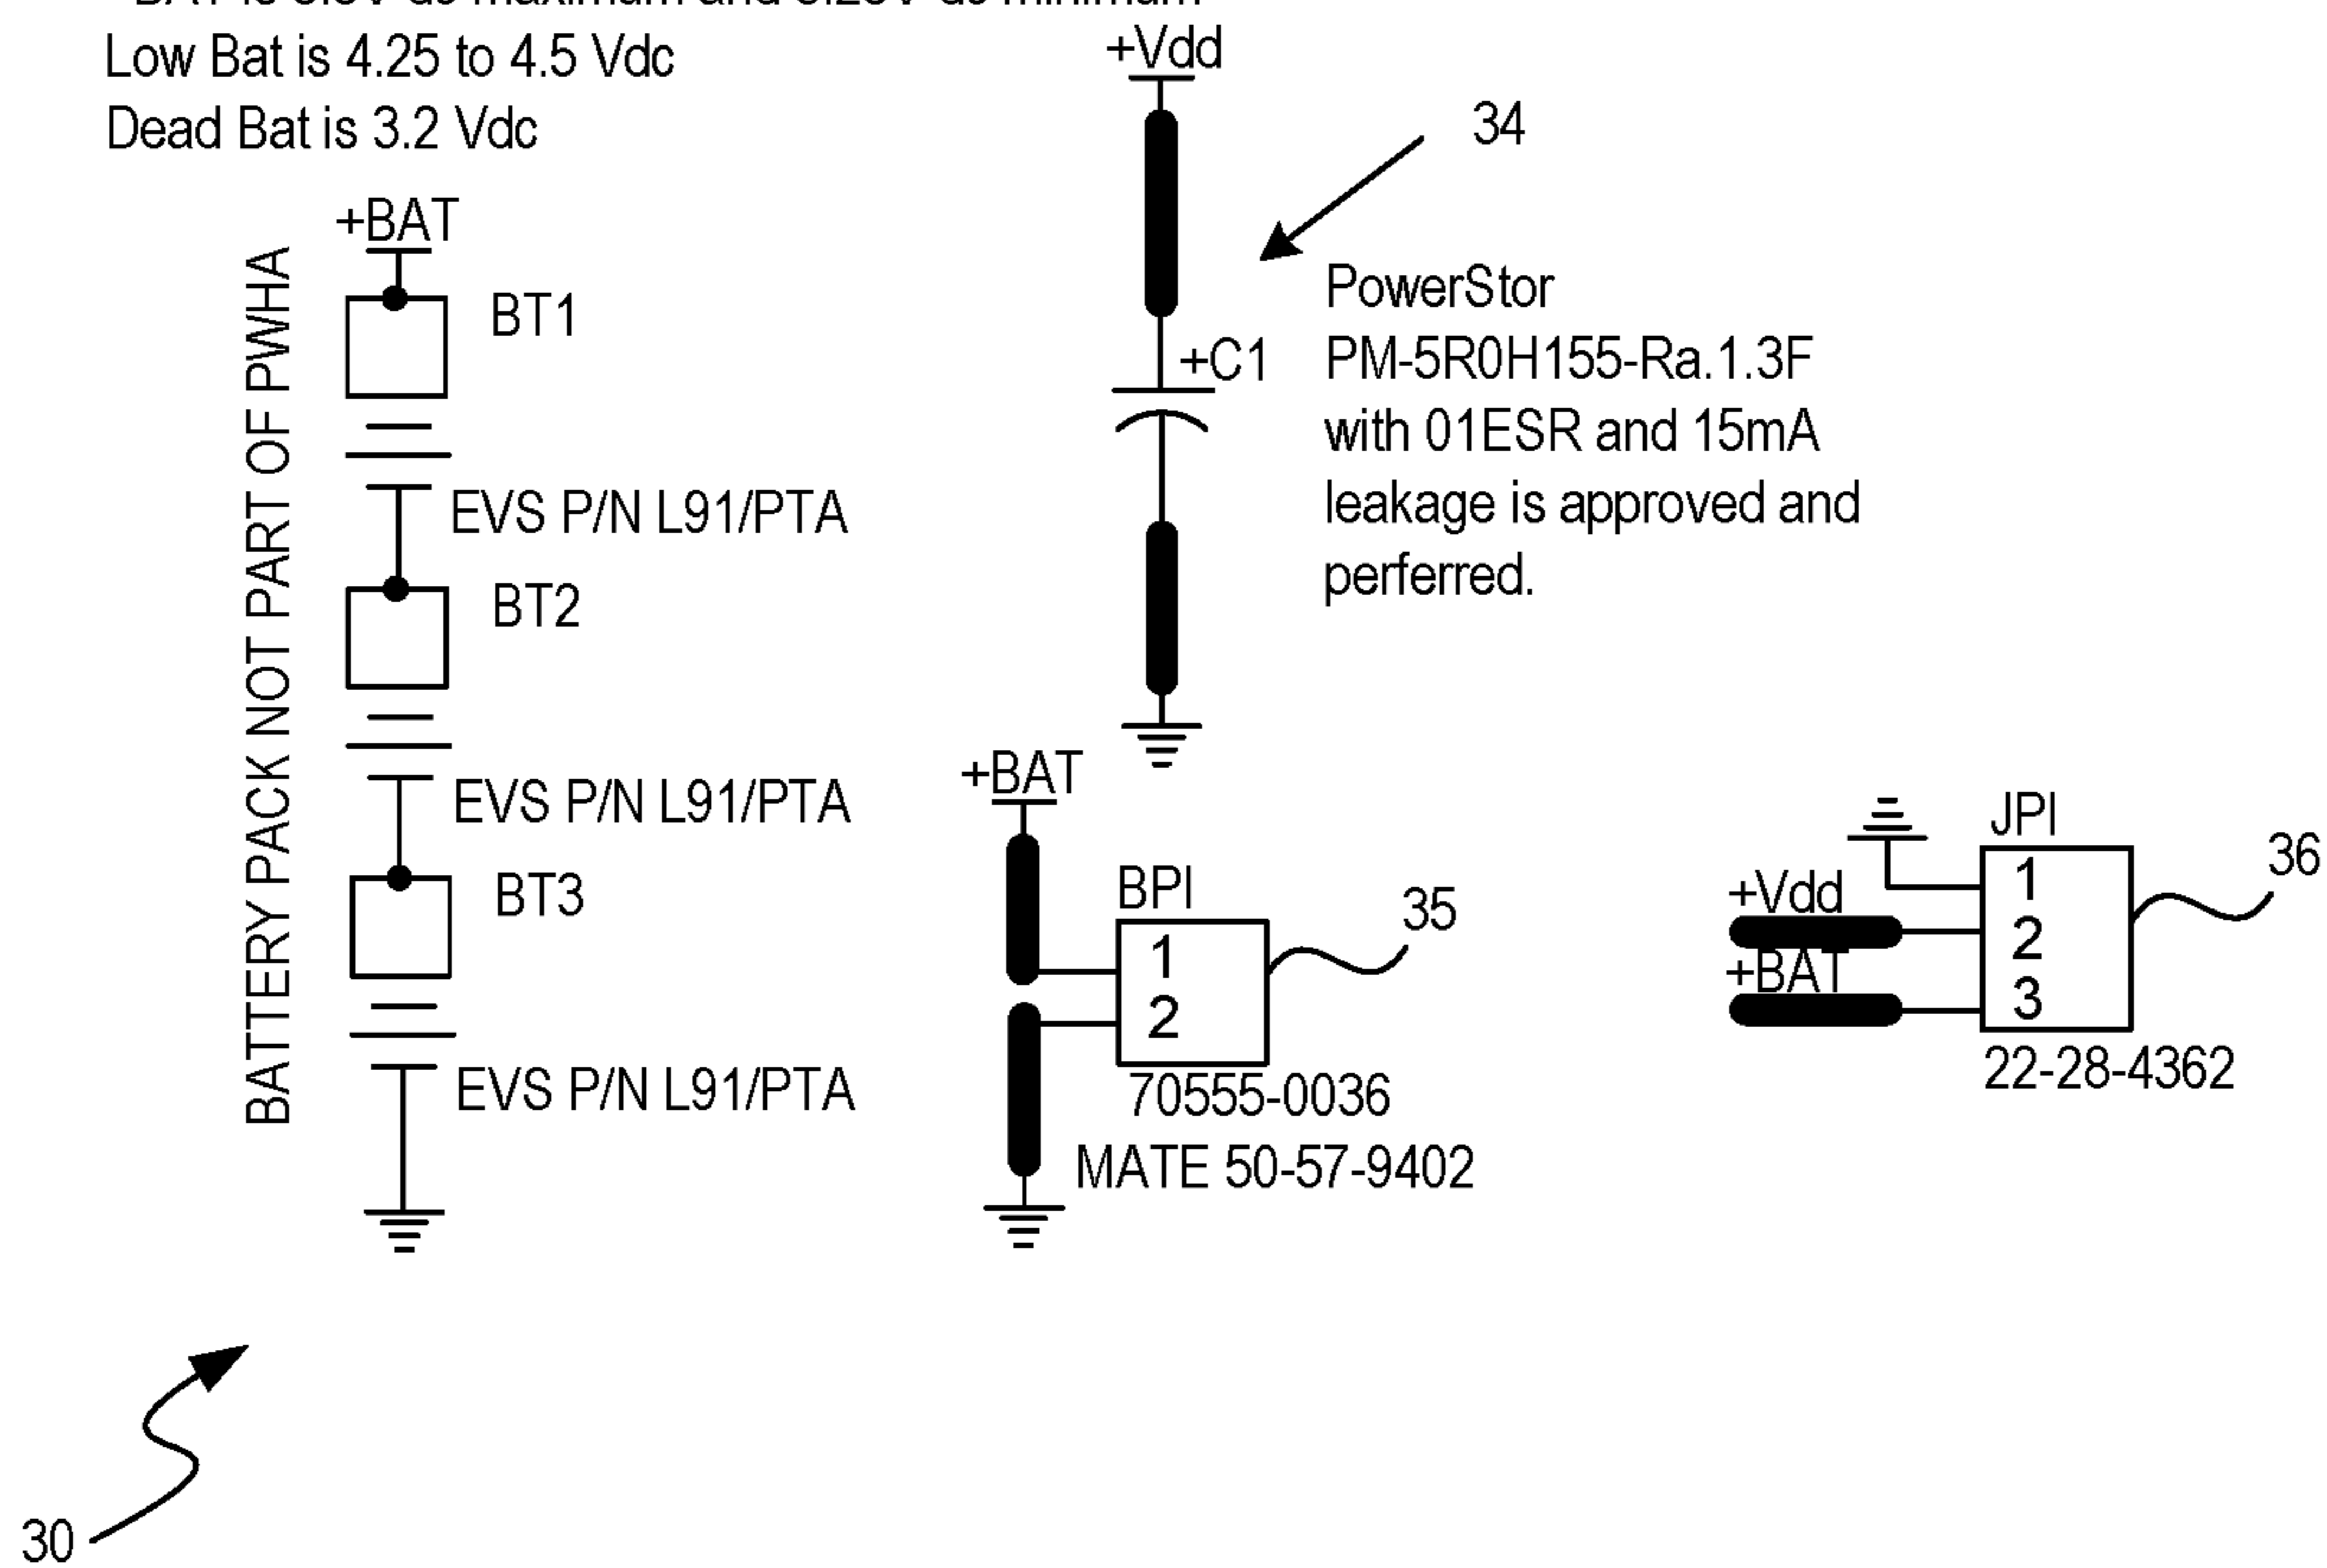 Low Bat is 4.25 to 4.5 Vdc
Dead Bat is 3.2 Vdc
+Vdd
34
+BAT
BATTERY PACK NOT PART OF PWHA
BT1
EVS P/N L91/PTA
BT2
EVS P/N L91/PTA
BT3
EVS P/N L91/PTA
+C1
PowerStor
PM-5R0H155-Ra.1.3F
with 01ESR and 15mA
leakage is approved and
perferred.
+BAT
BPI
1
2
35
70555-0036
MATE 50-57-9402
JPI
1
2
3
+Vdd
+BAT
36
22-28-4362
30